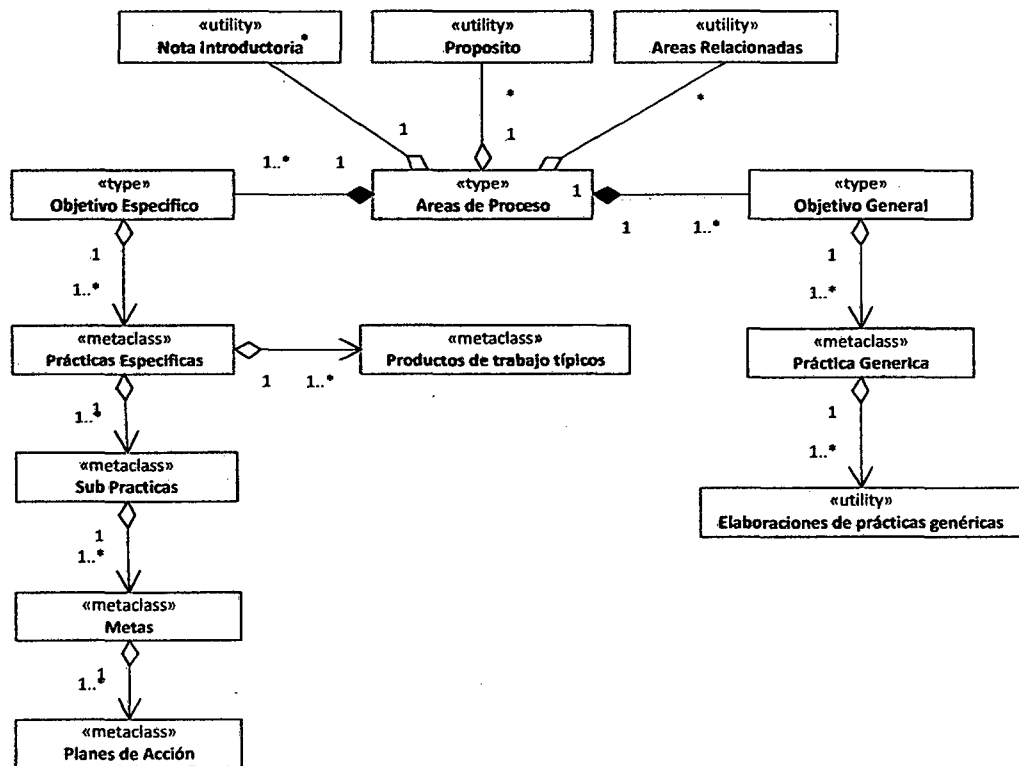 «utility»
Nota Introductoria
*
«utility»
Proposito
«utility»
Areas Relacionadas
*
*
1
1
1..*
1
«type»
Objetivo Especifico
«type»
Areas de Proceso
1
«type»
Objetivo General
1
1..*
1
1..*
1
1..*
«metaclass»
Prácticas Especificas
«metaclass»
Productos de trabajo típicos
«metaclass»
Práctica Generica
1
1..*
1
1..*
1
1..*
«metaclass»
Sub Practicas
«utility»
Elaboraciones de prácticas genéricas
1
1..*
«metaclass»
Metas
1
1..*
«metaclass»
Planes de Acción